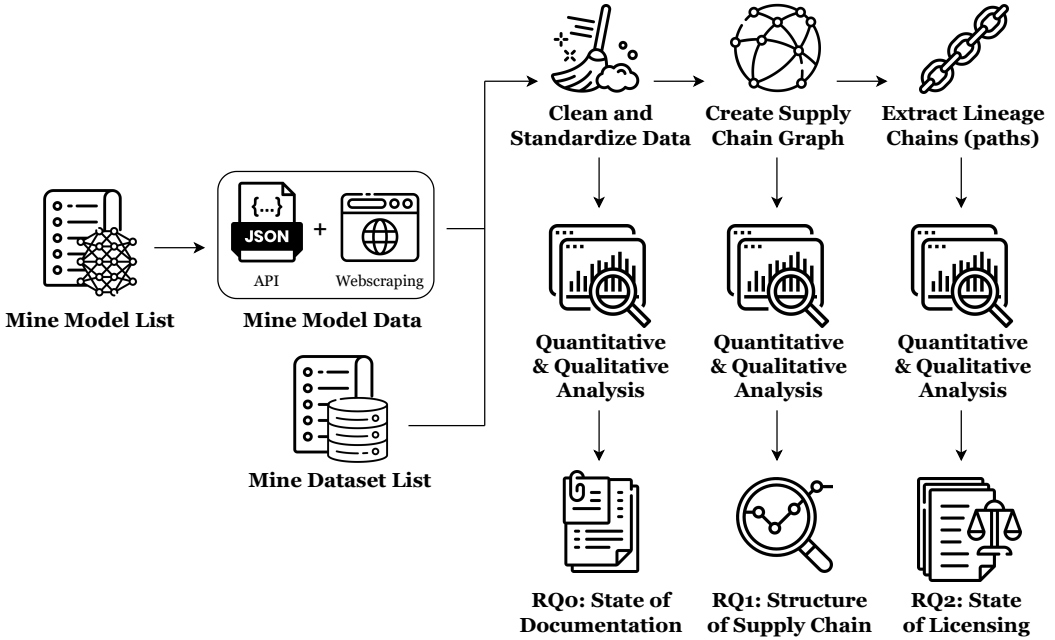 Clean and
Standardize Data
Create Supply
Chain Graph
Extract Lineage
Chains (paths)
{...}
JSON
API
+
Webscraping
Mine Model List
Mine Model Data
Mine Dataset List
Quantitative
& Qualitative
Analysis
Quantitative
& Qualitative
Analysis
Quantitative
& Qualitative
Analysis
RQ0: State of
Documentation
RQ1: Structure
of Supply Chain
RQ2: State
of Licensing